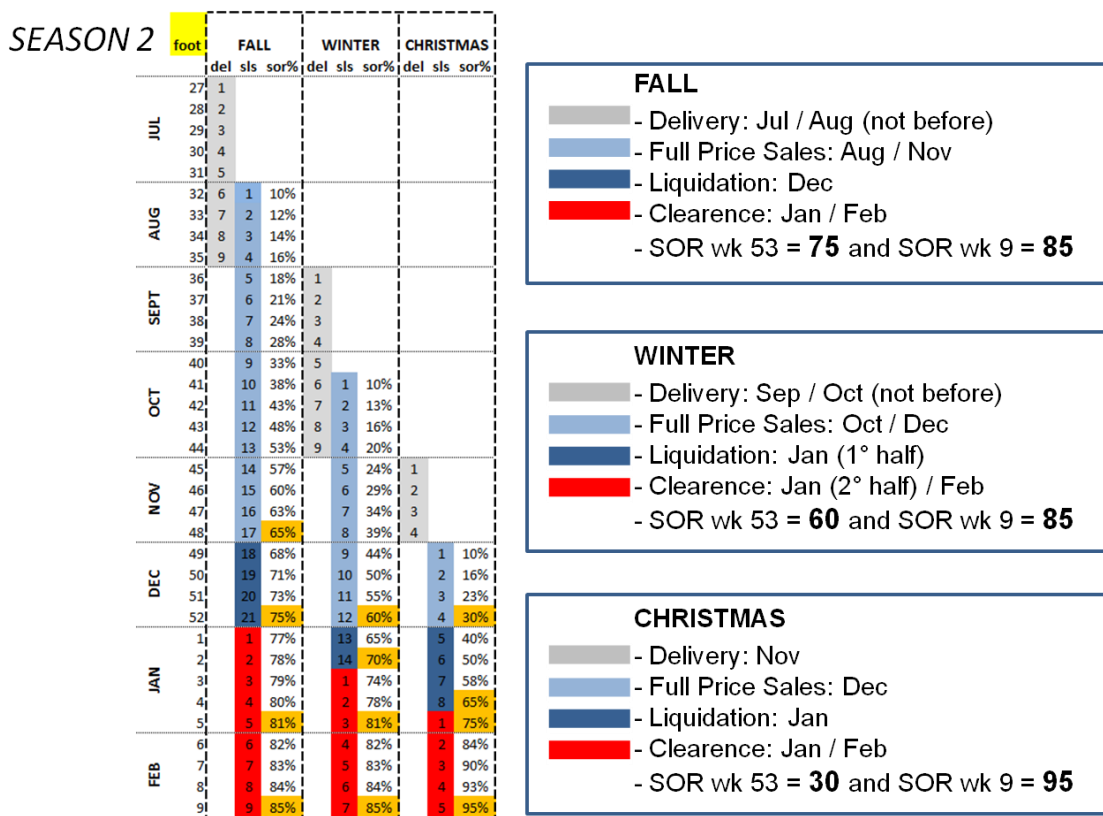 SEASON 2
foot FALL WINTER CHRISTMAS
del sls sor% del sls sor% del sls sor%
JUL
27 1
28 2
29 3
30 4
31 5
AUG
32 6 1 10%
33 7 2 12%
34 8 3 14%
35 9 4 16%
SEPT
36 5 18% 1
37 6 21% 2
38 7 24% 3
39 8 28% 4
OCT
40 9 33% 5
41 10 38% 6 1 10%
42 11 43% 7 2 13%
43 12 48% 8 3 16%
44 13 53% 9 4 20%
NOV
45 14 57% 5 24% 1
46 15 60% 6 29% 2
47 16 63% 7 34% 3
48 17 65% 8 39% 4
DEC
49 18 68% 9 44% 1 10%
50 19 71% 10 50% 2 16%
51 20 73% 11 55% 3 23%
52 21 75% 12 60% 4 30%
JAN
1 1 77% 13 65% 5 40%
2 2 78% 14 70% 6 50%
3 3 79% 1 74% 7 58%
4 4 80% 2 78% 8 65%
5 5 81% 3 81% 1 75%
FEB
6 6 82% 4 82% 2 84%
7 7 83% 5 83% 3 90%
8 8 84% 6 84% 4 93%
9 9 85% 7 85% 5 95%
FALL
- Delivery: Jul / Aug (not before)
- Full Price Sales: Aug / Nov
- Liquidation: Dec
- Clearence: Jan / Feb
- SOR wk 53 = 75 and SOR wk 9 = 85
WINTER
- Delivery: Sep / Oct (not before)
- Full Price Sales: Oct / Dec
- Liquidation: Jan (1° half)
- Clearence: Jan (2° half) / Feb
- SOR wk 53 = 60 and SOR wk 9 = 85
CHRISTMAS
- Delivery: Nov
- Full Price Sales: Dec
- Liquidation: Jan
- Clearence: Jan / Feb
- SOR wk 53 = 30 and SOR wk 9 = 95